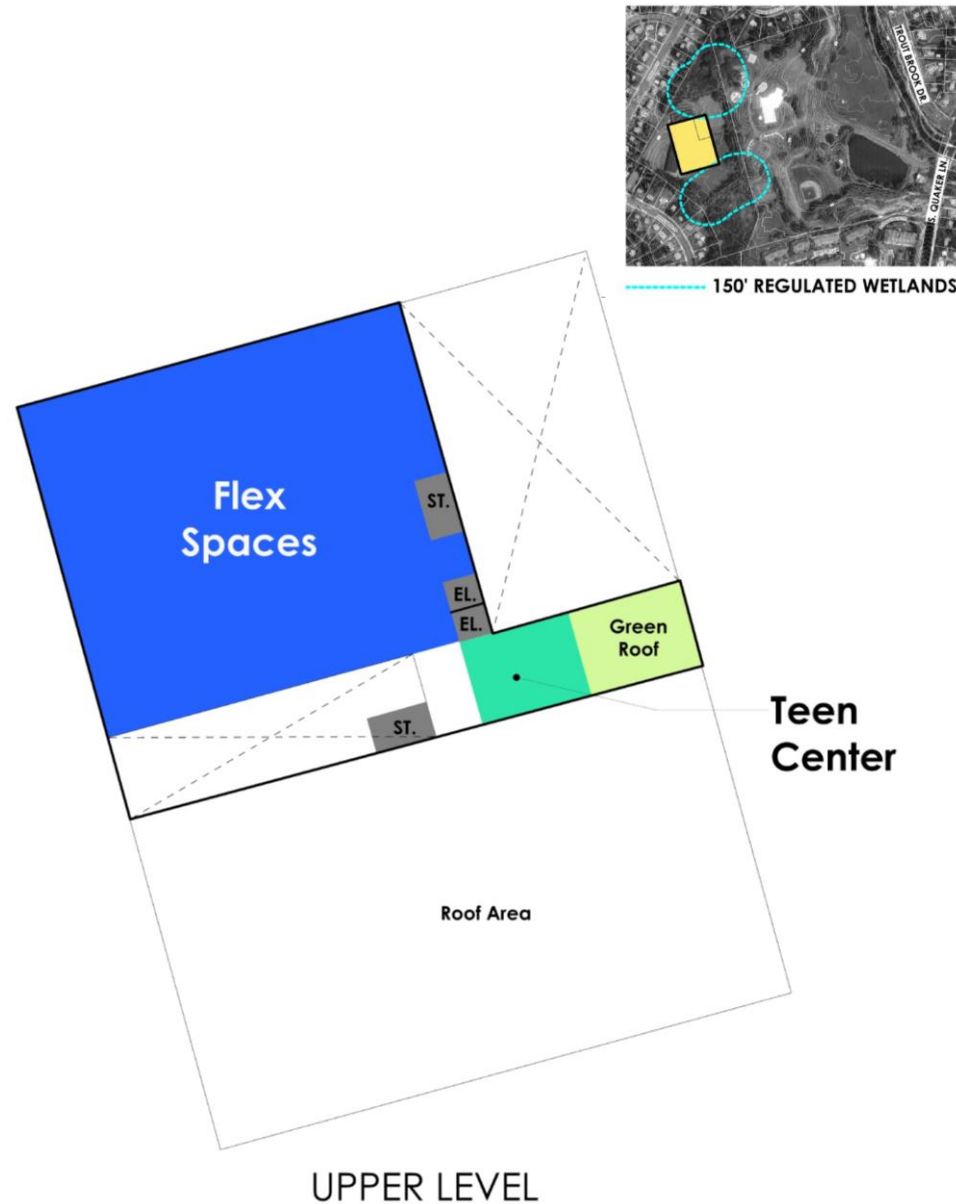 TROUT BROOK DR.
S. QUAKER LN.
150' REGULATED WETLANDS
Flex
Spaces
ST.
EL.
EL.
Green
Roof
Teen
Center
ST.
Roof Area
UPPER LEVEL